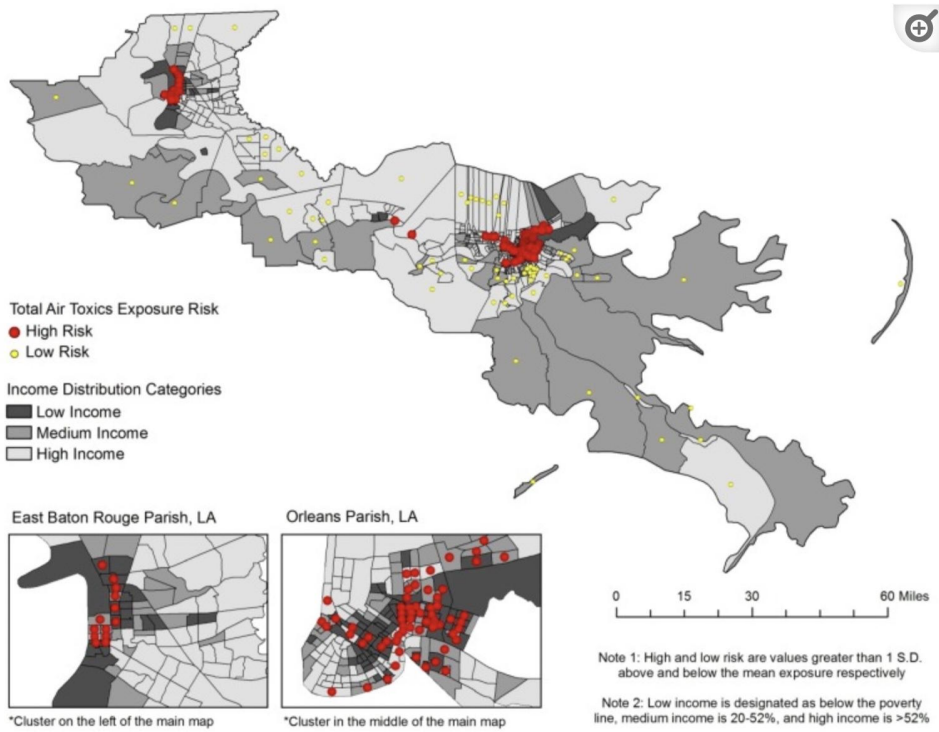 Total Air Toxics Exposure Risk
High Risk
Low Risk
Income Distribution Categories
Low Income
Medium Income
High Income
East Baton Rouge Parish, LA
Orleans Parish, LA
*Cluster on the left of the main map
*Cluster in the middle of the main map
0 15 30 60 Miles
Note 1: High and low risk are values greater than 1 S.D.
above and below the mean exposure respectively
Note 2: Low income is designated as below the poverty
line, medium income is 20-52%, and high income is >52%